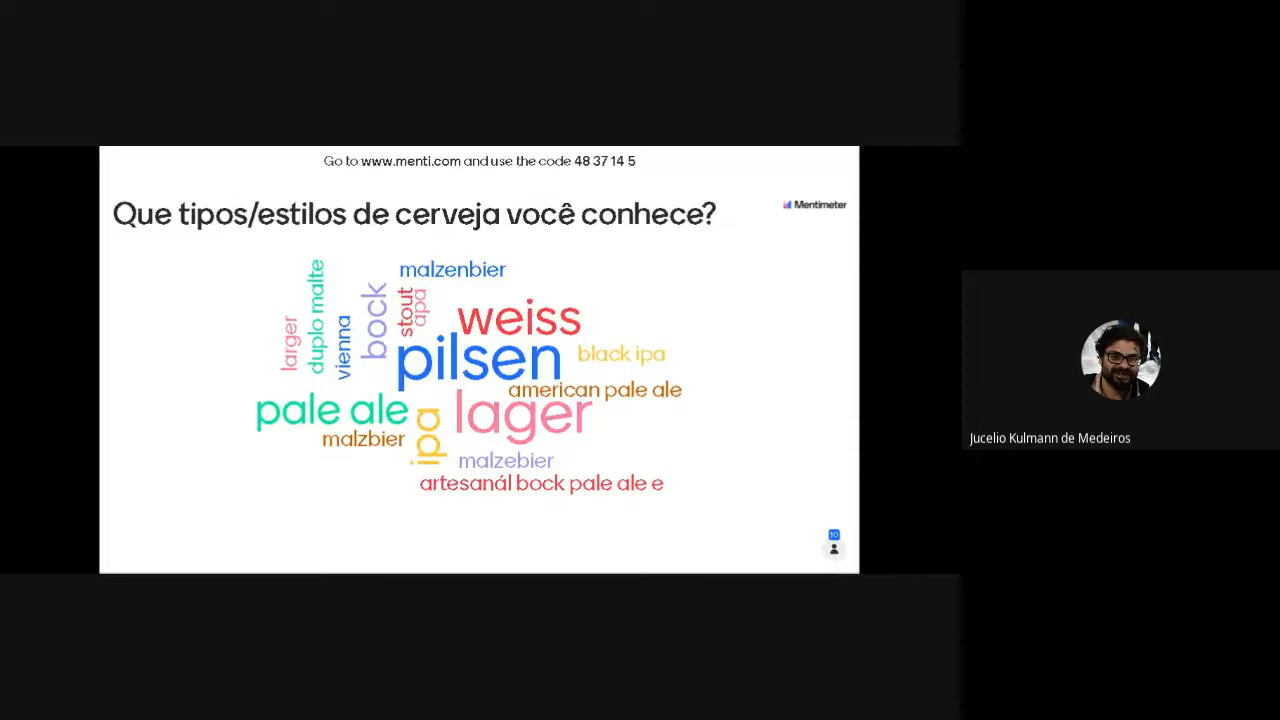 Go to www.menti.com and use the code 48 37 14 5
Que tipos/estilos de cerveja você conhece?
Mentimeter
malzenbier
larger
duplo malte
vienna
bock
stout
apa
weiss
pilsen
black ipa
american pale ale
pale ale
lager
ipa
malzbier
malzebier
artesanál bock pale ale e
10
Jucelio Kulmann de Medeiros